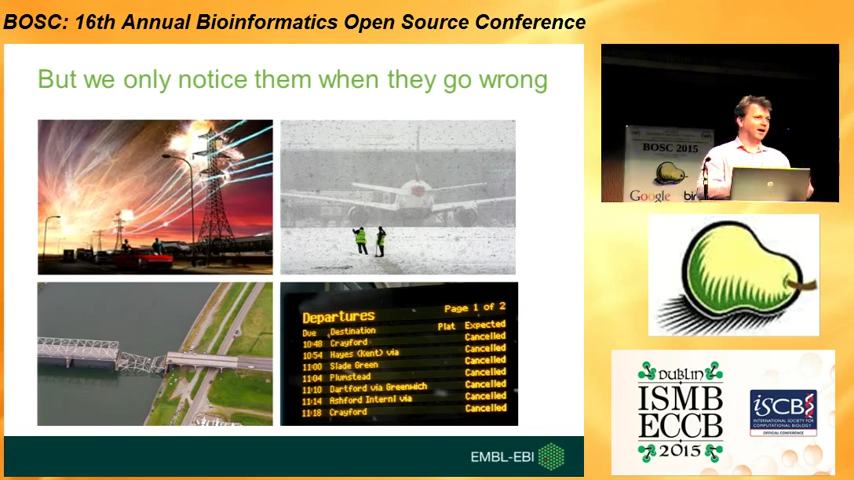 BOSC: 16th Annual Bioinformatics Open Source Conference
But we only notice them when they go wrong
Departures Page 1 of 2
Due Destination Plat Expected
10:48 Crayford Cancelled
10:54 Hayes (Kent) via Cancelled
11:00 Slade Green Cancelled
11:04 Plumstead Cancelled
11:10 Dartford via Greenwich Cancelled
11:14 Ashford Internl via Cancelled
11:18 Crayford Cancelled
EMBL-EBI
BOSC 2015
Google
DUBLIN
ISMB
ECCB
2015
ISCB
INTERNATIONAL SOCIETY FOR
COMPUTATIONAL BIOLOGY
OFFICIAL CONFERENCE